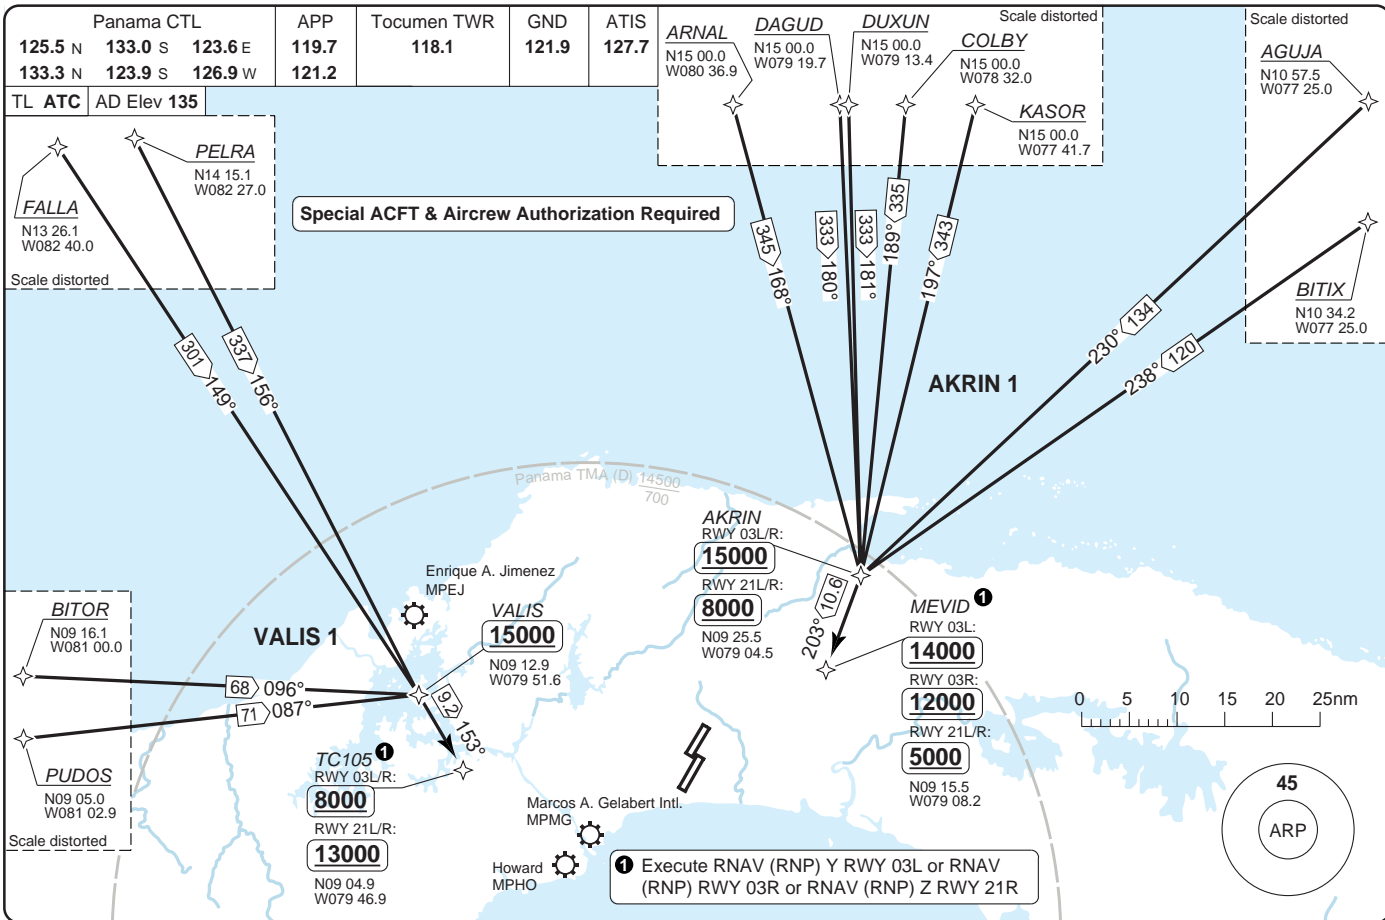 Panama CTL
125.5 N 133.0 S 123.6 E
133.3 N 123.9 S 126.9 W
APP
119.7
121.2
Tocumen TWR
118.1
GND
121.9
ATIS
127.7
TL ATC
AD Elev 135
PELRA
N14 15.1
W082 27.0
FALLA
N13 26.1
W082 40.0
Scale distorted
Special ACFT & Aircrew Authorization Required
Scale distorted
ARNAL
N15 00.0
W080 36.9
DAGUD
N15 00.0
W079 19.7
DUXUN
N15 00.0
W079 13.4
COLBY
N15 00.0
W078 32.0
KASOR
N15 00.0
W077 41.7
Scale distorted
AGUJA
N10 57.5
W077 25.0
BITIX
N10 34.2
W077 25.0
301 149°
337 156°
345 168°
333 180°
333 181°
189° 335
197° 343
230° 134
238° 120
AKRIN 1
Panama TMA (D) 14500
700
AKRIN
RWY 03L/R:
15000
RWY 21L/R:
8000
N09 25.5
W079 04.5
203° 10.6
MEVID 1
RWY 03L:
14000
RWY 03R:
12000
RWY 21L/R:
5000
N09 15.5
W079 08.2
Enrique A. Jimenez
MPEJ
VALIS
15000
N09 12.9
W079 51.6
VALIS 1
BITOR
N09 16.1
W081 00.0
68 096°
71 087°
9.2 153°
PUDOS
N09 05.0
W081 02.9
Scale distorted
TC105 1
RWY 03L/R:
8000
RWY 21L/R:
13000
N09 04.9
W079 46.9
Marcos A. Gelabert Intl.
MPMG
Howard
MPHO
0 5 10 15 20 25nm
45
ARP
1 Execute RNAV (RNP) Y RWY 03L or RNAV
(RNP) RWY 03R or RNAV (RNP) Z RWY 21R